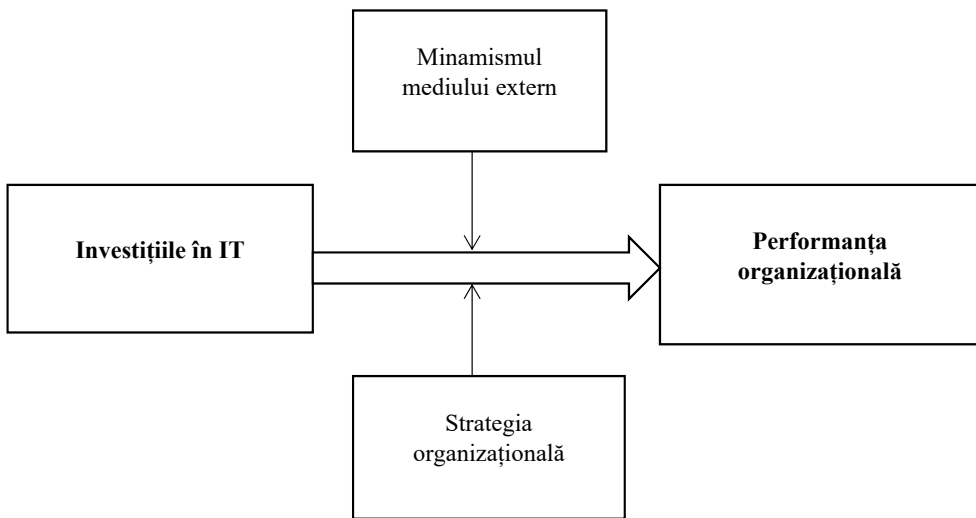 Minamismul
mediului extern
Investițiile în IT
Performanța
organizațională
Strategia
organizațională